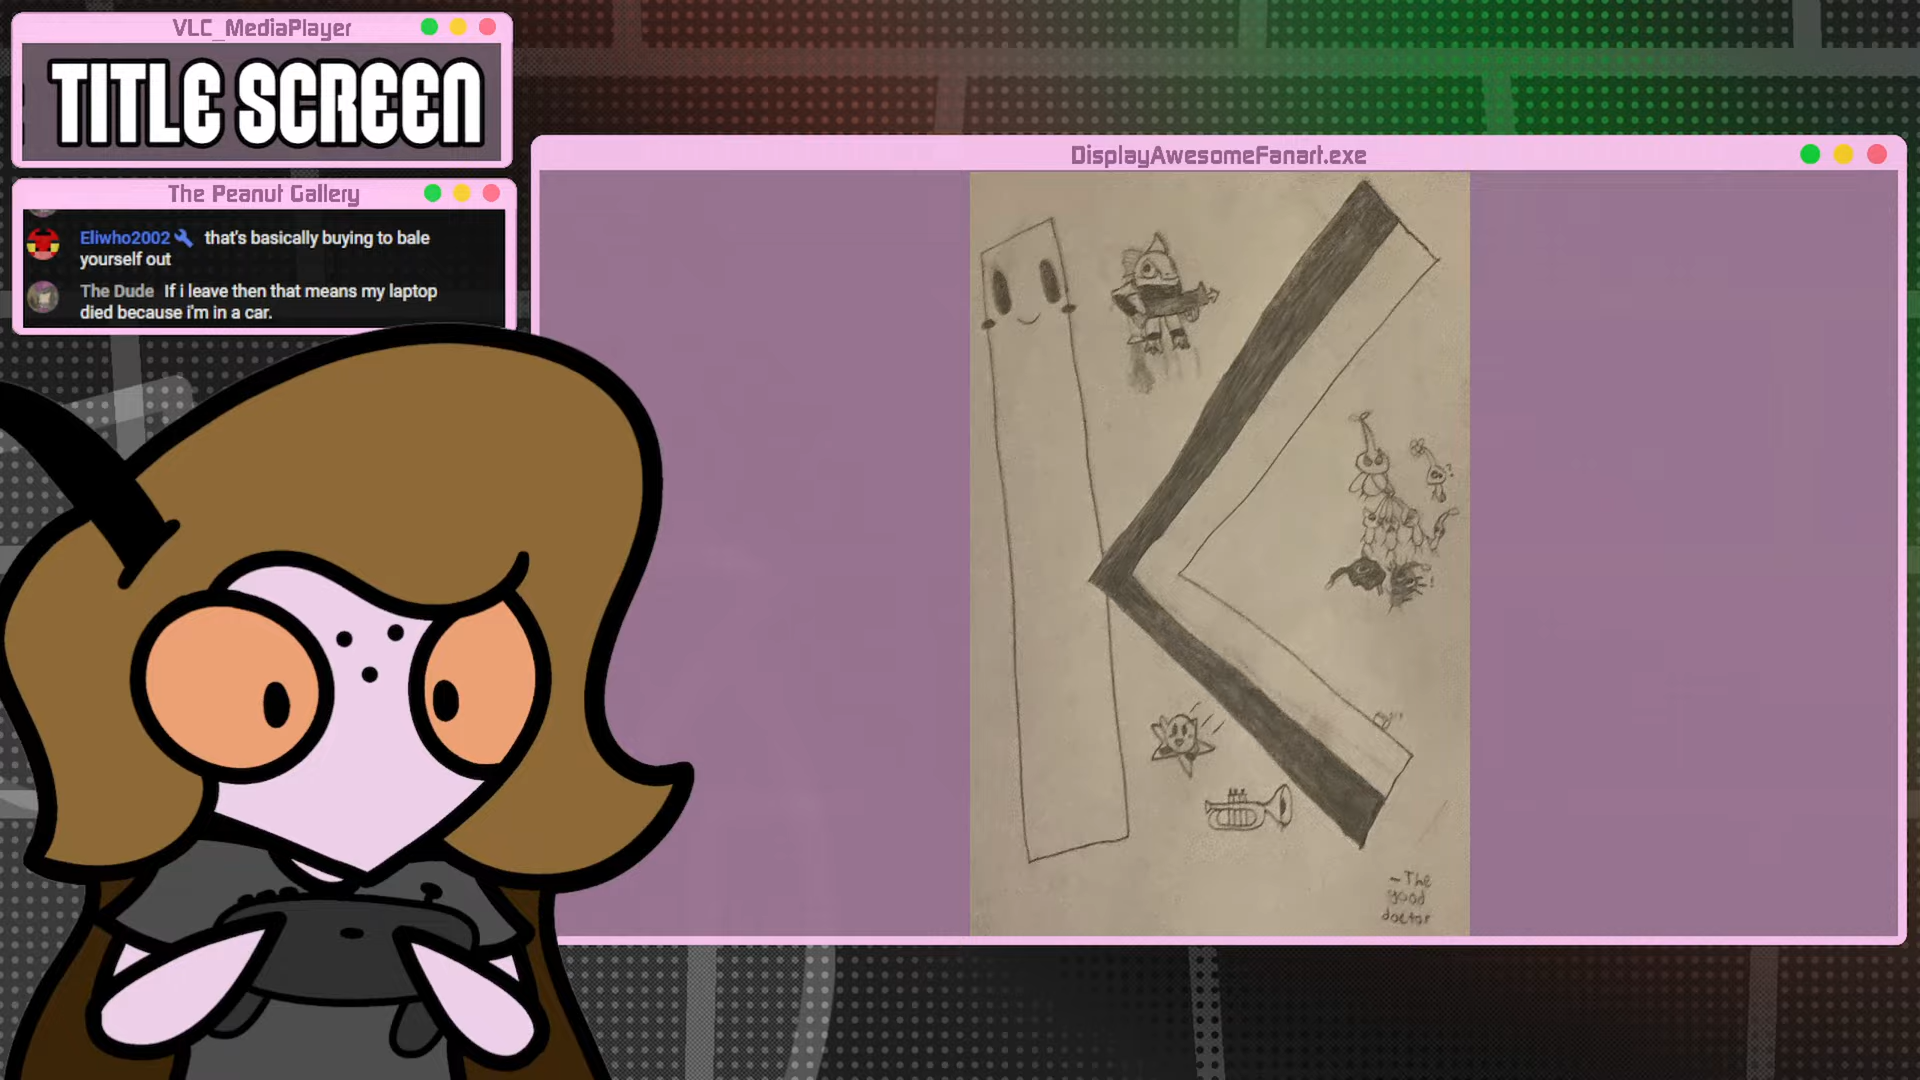 VLC_MediaPlayer
TITLE SCREEN
The Peanut Gallery
Eliwho2002 that's basically buying to bale
yourself out
The Dude If i leave then that means my laptop
died because i'm in a car.
DisplayAwesomeFanart.exe
~The
good
doctor